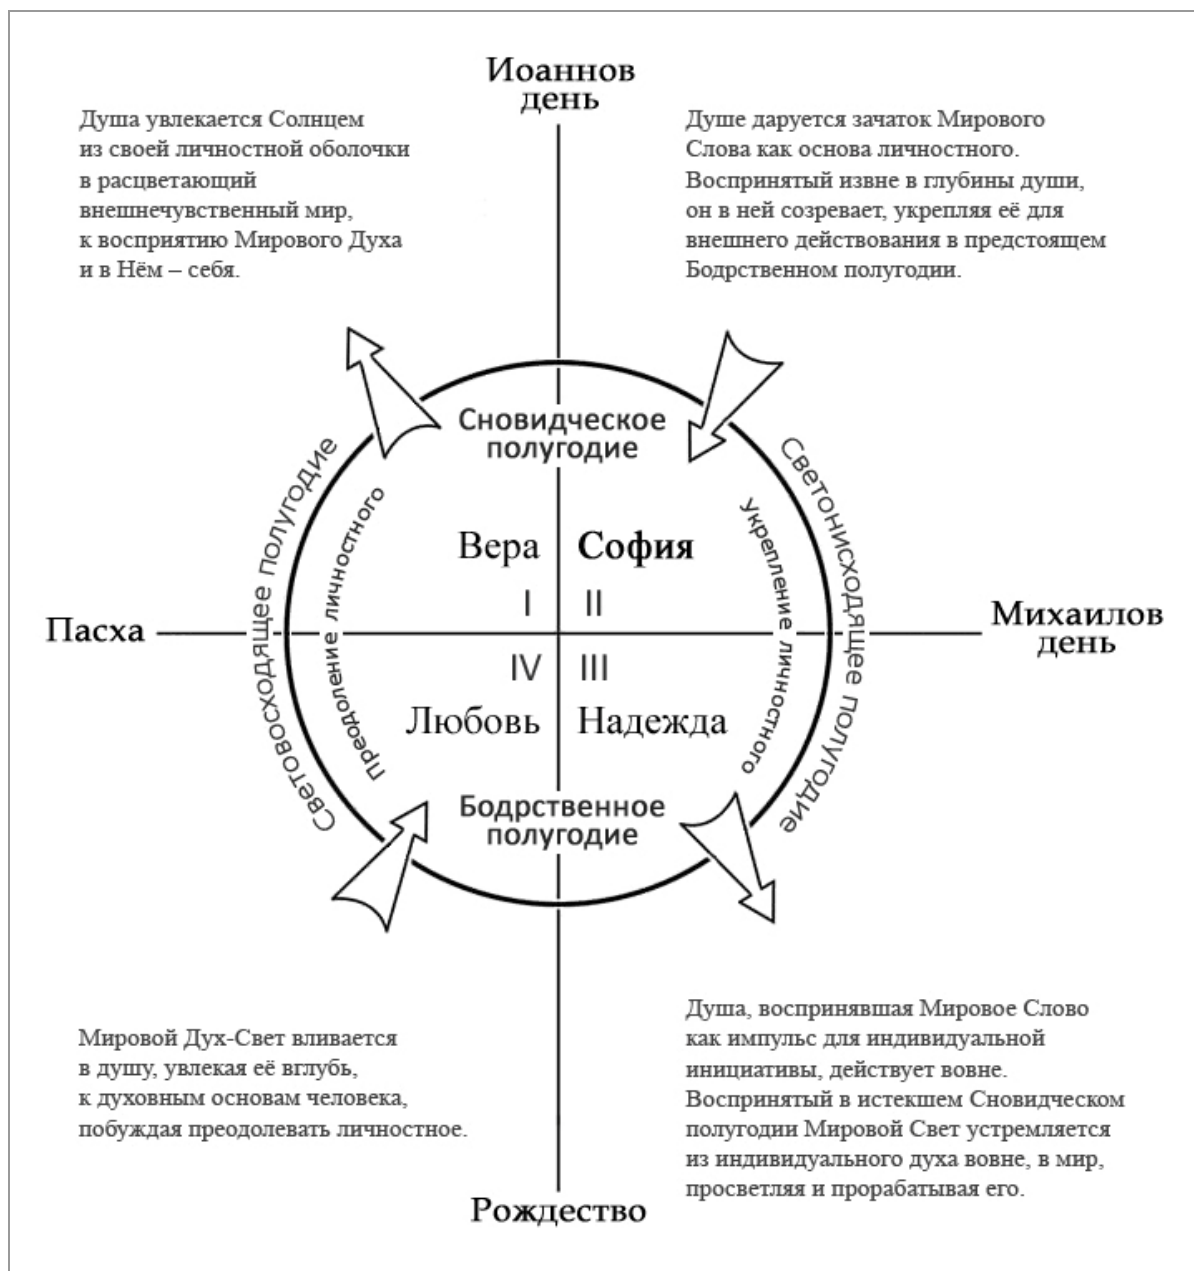 Иоаннов
день
Душа увлекается Солнцем
из своей личностной оболочки
в расцветающий
внешнечувственный мир,
к восприятию Мирового Духа
и в Нём – себя.
Душе даруется зачаток Мирового
Слова как основа личностного.
Воспринятый извне в глубины души,
он в ней созревает, укрепляя её для
внешнего действования в предстоящем
Бодрственном полугодии.
Сновидческое
полугодие
Световосходящее полугодие
Преодоление личностного
Укрепление личностного
Светонисходящее полугодие
Вера
София
I
II
Пасха
Михаилов
день
IV
III
Любовь
Надежда
Бодрственное
полугодие
Мировой Дух-Свет вливается
в душу, увлекая её вглубь,
к духовным основам человека,
побуждая преодолевать личностное.
Душа, воспринявшая Мировое Слово
как импульс для индивидуальной
инициативы, действует вовне.
Воспринятый в истекшем Сновидческом
полугодии Мировой Свет устремляется
из индивидуального духа вовне, в мир,
просветляя и прорабатывая его.
Рождество